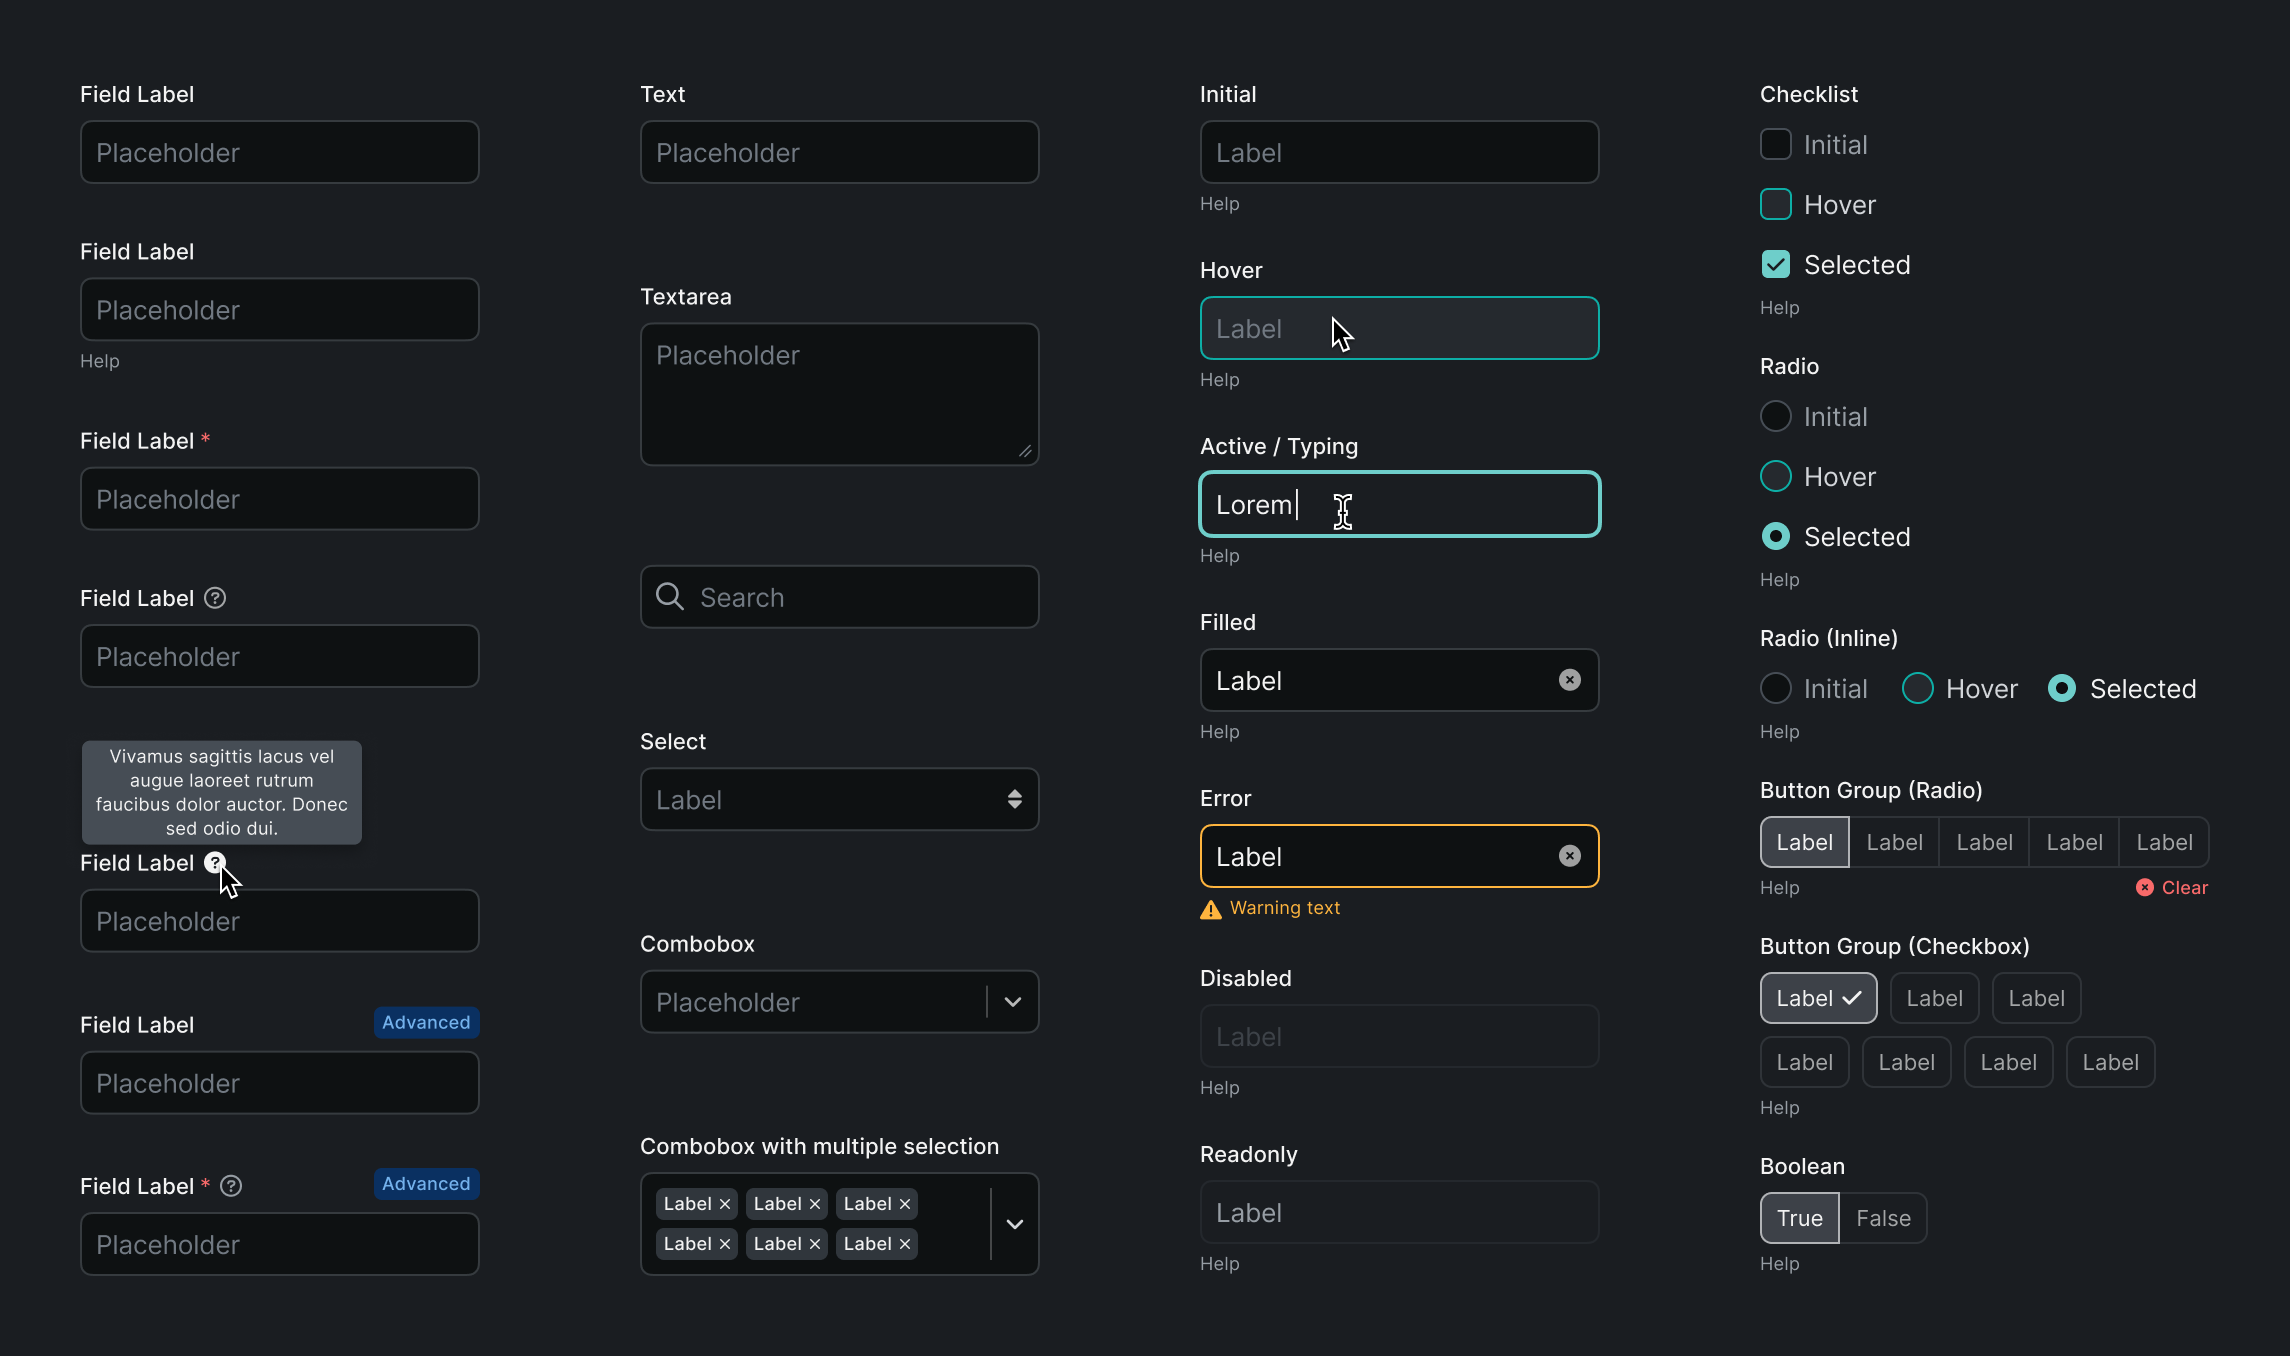 Field Label
Placeholder
Field Label
Placeholder
Help
Field Label *
Placeholder
Field Label ?
Placeholder
Vivamus sagittis lacus vel
augue laoreet rutrum
faucibus dolor auctor. Donec
sed odio dui.
Field Label ?
Placeholder
Field Label Advanced
Placeholder
Field Label * ? Advanced
Placeholder
Text
Placeholder
Textarea
Placeholder
Search
Select
Label
Combobox
Placeholder
Combobox with multiple selection
Label × Label × Label ×
Label × Label × Label ×
Initial
Label
Help
Hover
Label
Help
Active / Typing
Lorem
Help
Filled
Label
Help
Error
Label
Warning text
Disabled
Label
Help
Readonly
Label
Help
Checklist
Initial
Hover
Selected
Help
Radio
Initial
Hover
Selected
Help
Radio (Inline)
Initial Hover Selected
Help
Button Group (Radio)
Label Label Label Label Label
Help Clear
Button Group (Checkbox)
Label Label Label
Label Label Label Label
Help
Boolean
True False
Help